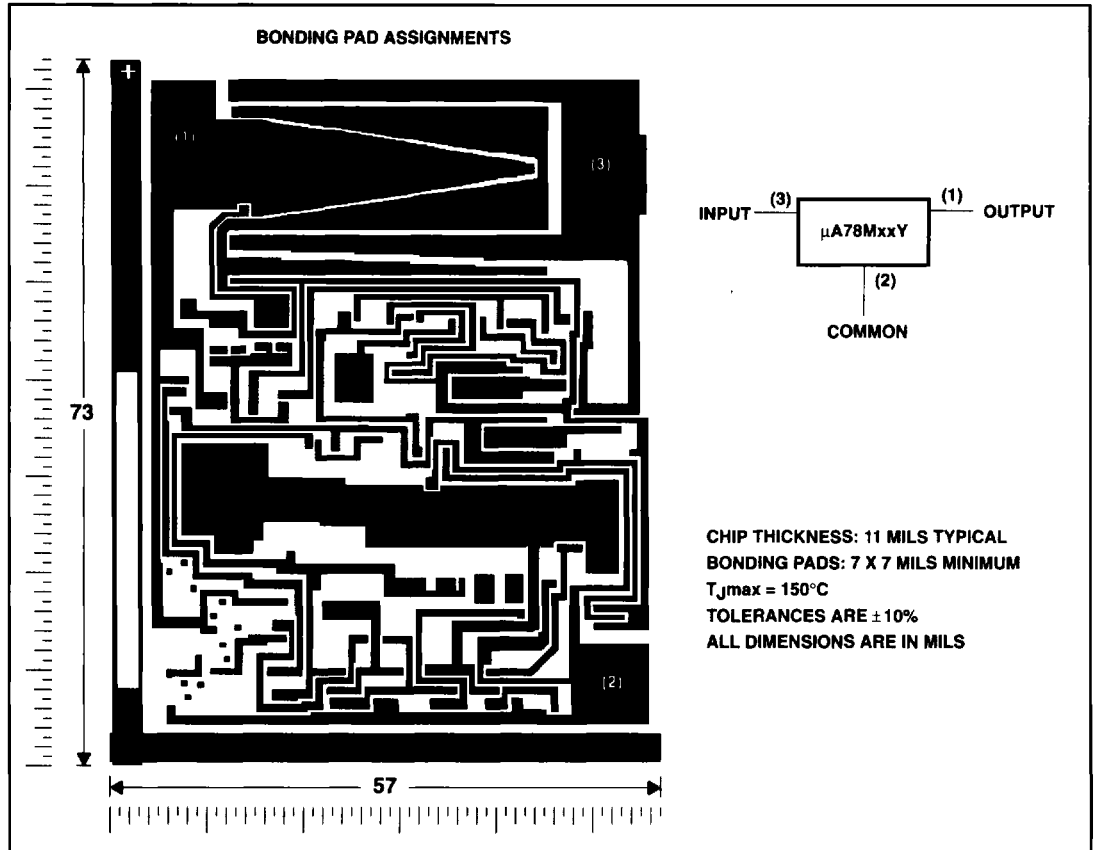 BONDING PAD ASSIGNMENTS
+
(1)
(3)
73
(2)
57
INPUT
(3)
µA78MxxY
(1)
OUTPUT
(2)
COMMON
CHIP THICKNESS: 11 MILS TYPICAL
BONDING PADS: 7 X 7 MILS MINIMUM
TJmax = 150°C
TOLERANCES ARE ±10%
ALL DIMENSIONS ARE IN MILS